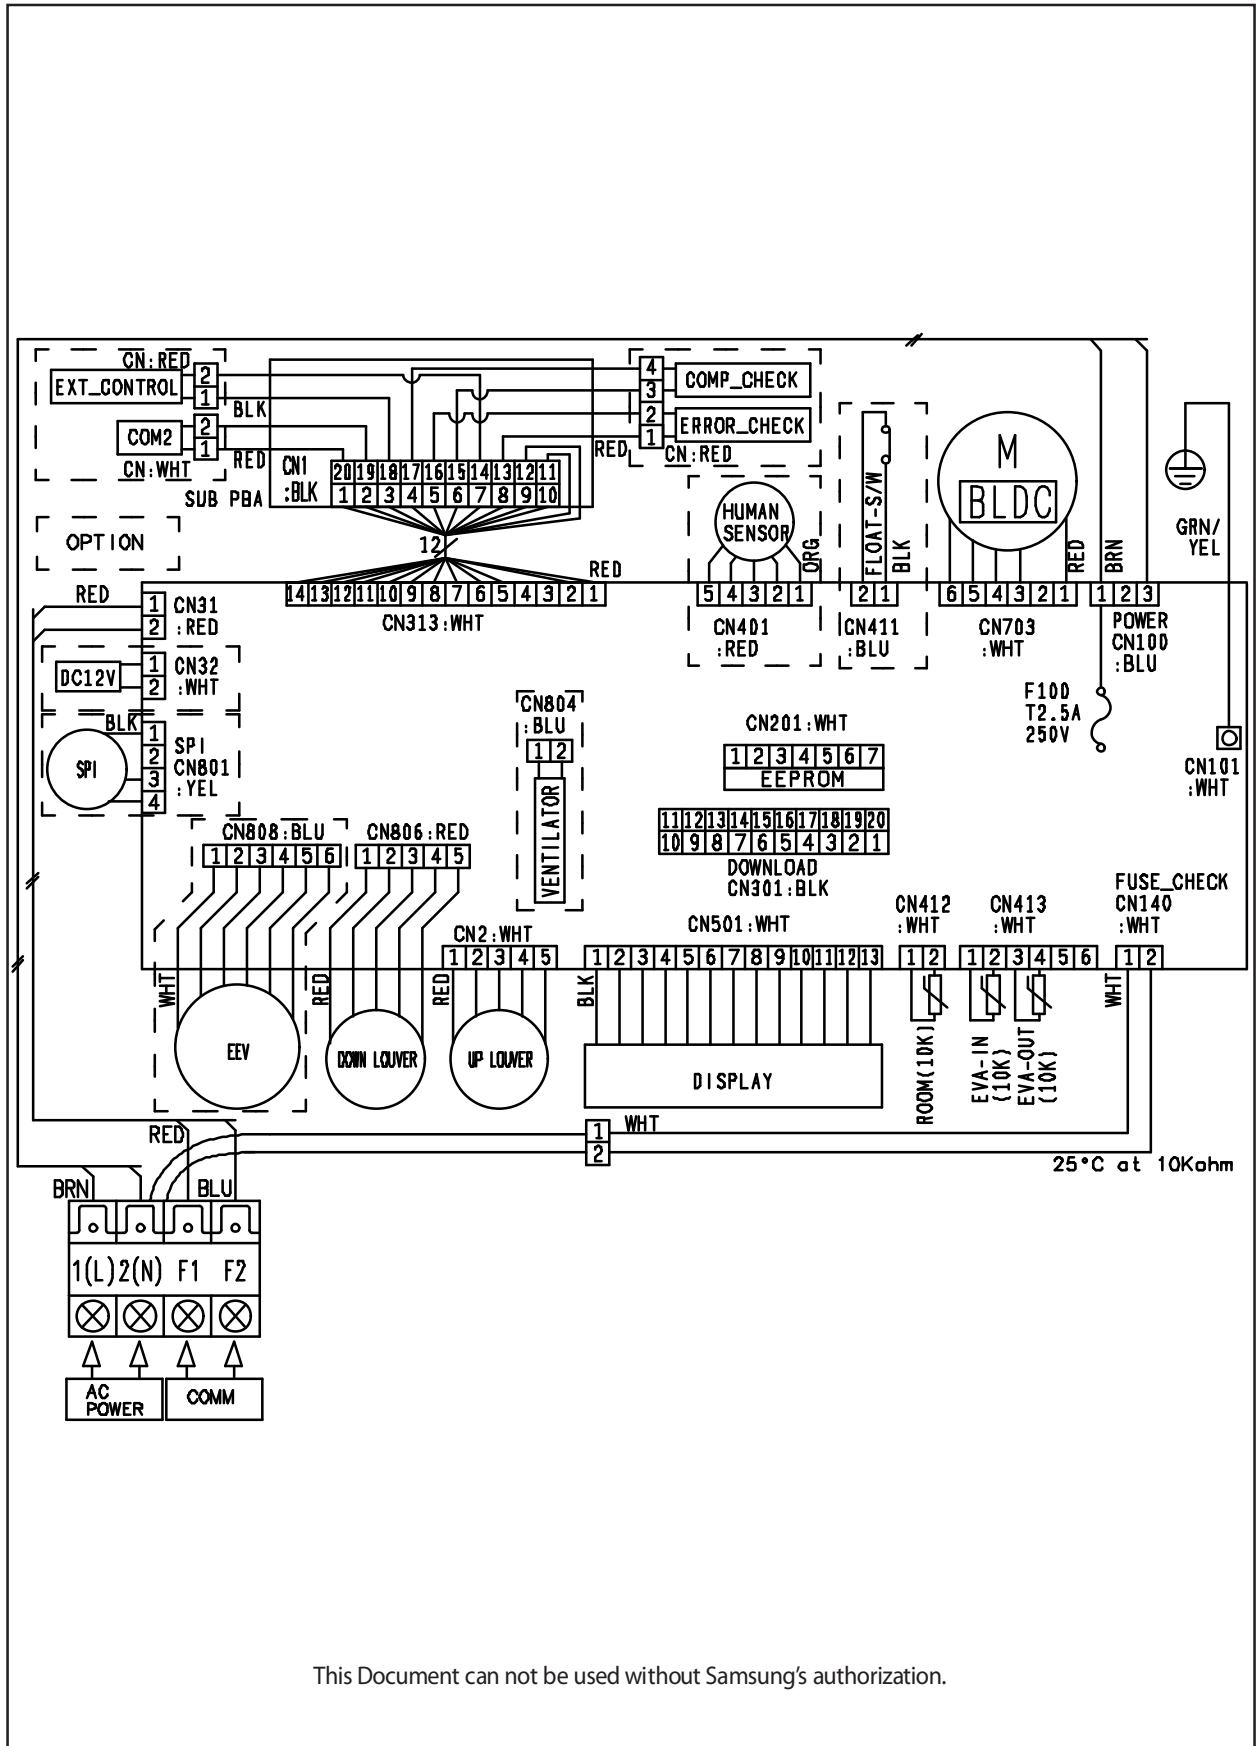 CN:RED
EXT_CONTROL
2
1
BLK
COM2
2
1
RED
CN:WHT
SUB PBA
CN1
:BLK
20 19 18 17 16 15 14 13 12 11
1 2 3 4 5 6 7 8 9 10
12
4
3
2
1
COMP_CHECK
ERROR_CHECK
RED
CN:RED
OPTION
HUMAN
SENSOR
ORG
FLOAT-S/W
BLK
M
BLDC
RED
BRN
GRN/
YEL
RED
1
2
CN31
:RED
RED
14 13 12 11 10 9 8 7 6 5 4 3 2 1
CN313:WHT
5 4 3 2 1
CN401
:RED
2 1
CN411
:BLU
6 5 4 3 2 1
CN703
:WHT
1 2 3
POWER
CN100
:BLU
DC12V
1
2
CN32
:WHT
BLK
SPI
1
2
3
4
SPI
CN801
:YEL
CN804
:BLU
1 2
VENTILATOR
CN201:WHT
1 2 3 4 5 6 7
EEPROM
F100
T2.5A
250V
CN101
:WHT
11 12 13 14 15 16 17 18 19 20
10 9 8 7 6 5 4 3 2 1
DOWNLOAD
CN301:BLK
CN808:BLU
1 2 3 4 5 6
CN806:RED
1 2 3 4 5
CN2:WHT
1 2 3 4 5
CN501:WHT
1 2 3 4 5 6 7 8 9 10 11 12 13
CN412
:WHT
1 2
CN413
:WHT
1 2 3 4 5 6
FUSE_CHECK
CN140
:WHT
1 2
WHT
EEV
RED
DOWN LOUVER
RED
UP LOUVER
BLK
DISPLAY
ROOM(10K)
EVA-IN
(10K)
EVA-OUT
(10K)
WHT
RED
1
2
WHT
25°C at 10Kohm
BRN
BLU
1(L) 2(N) F1 F2
AC
POWER
COMM
This Document can not be used without Samsung's authorization.